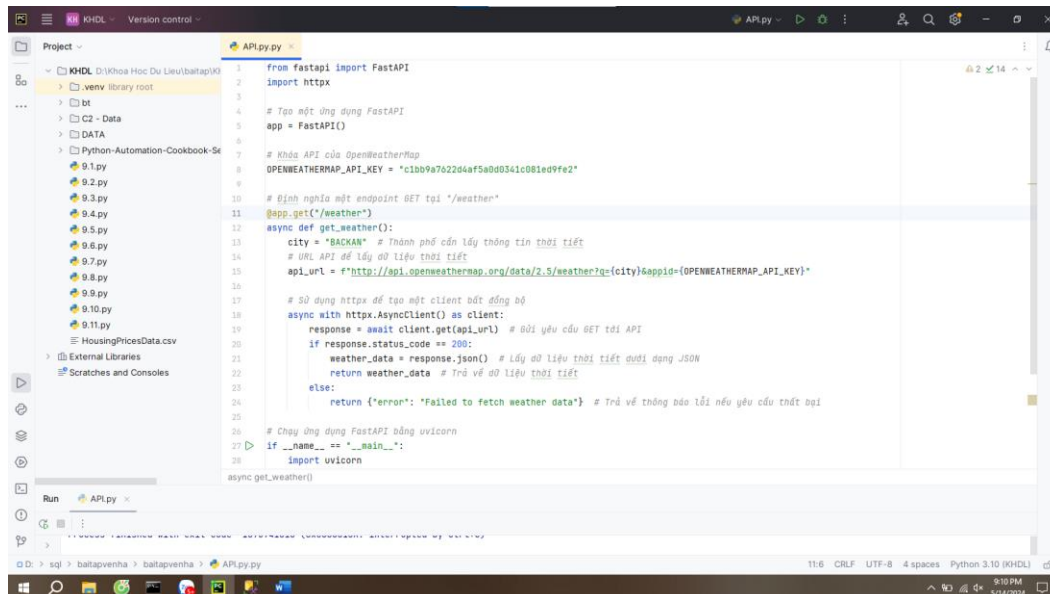 KH KHDL Version control API.py
Project
API.py.py
KHDL D:\Khoa Hoc Du Lieu\baitap\KH
.venv library root
bt
C2 - Data
DATA
Python-Automation-Cookbook-Se
9.1.py
9.2.py
9.3.py
9.4.py
9.5.py
9.6.py
9.7.py
9.8.py
9.9.py
9.10.py
9.11.py
HousingPricesData.csv
External Libraries
Scratches and Consoles
1 from fastapi import FastAPI
2 import httpx
3
4 # Tạo một ứng dụng FastAPI
5 app = FastAPI()
6
7 # Khóa API của OpenWeatherMap
8 OPENWEATHERMAP_API_KEY = "c1bb9a7622d4af5a0d0341c081ed9fe2"
9
10 # Định nghĩa một endpoint GET tại "/weather"
11 @app.get("/weather")
12 async def get_weather():
13 city = "BACKAN" # Thành phố cần lấy thông tin thời tiết
14 # URL API để lấy dữ liệu thời tiết
15 api_url = f"http://api.openweathermap.org/data/2.5/weather?q={city}&appid={OPENWEATHERMAP_API_KEY}"
16
17 # Sử dụng httpx để tạo một client bất đồng bộ
18 async with httpx.AsyncClient() as client:
19 response = await client.get(api_url) # Gửi yêu cầu GET tới API
20 if response.status_code == 200:
21 weather_data = response.json() # Lấy dữ liệu thời tiết dưới dạng JSON
22 return weather_data # Trả về dữ liệu thời tiết
23 else:
24 return {"error": "Failed to fetch weather data"} # Trả về thông báo lỗi nếu yêu cầu thất bại
25
26 # Chạy ứng dụng FastAPI bằng uvicorn
27 if __name__ == "__main__":
28 import uvicorn
2 14
async get_weather()
Run API.py
D: > sql > baitapvenha > baitapvenha > API.py.py 11:6 CRLF UTF-8 4 spaces Python 3.10 (KHDL)
9:10 PM
5/14/2024